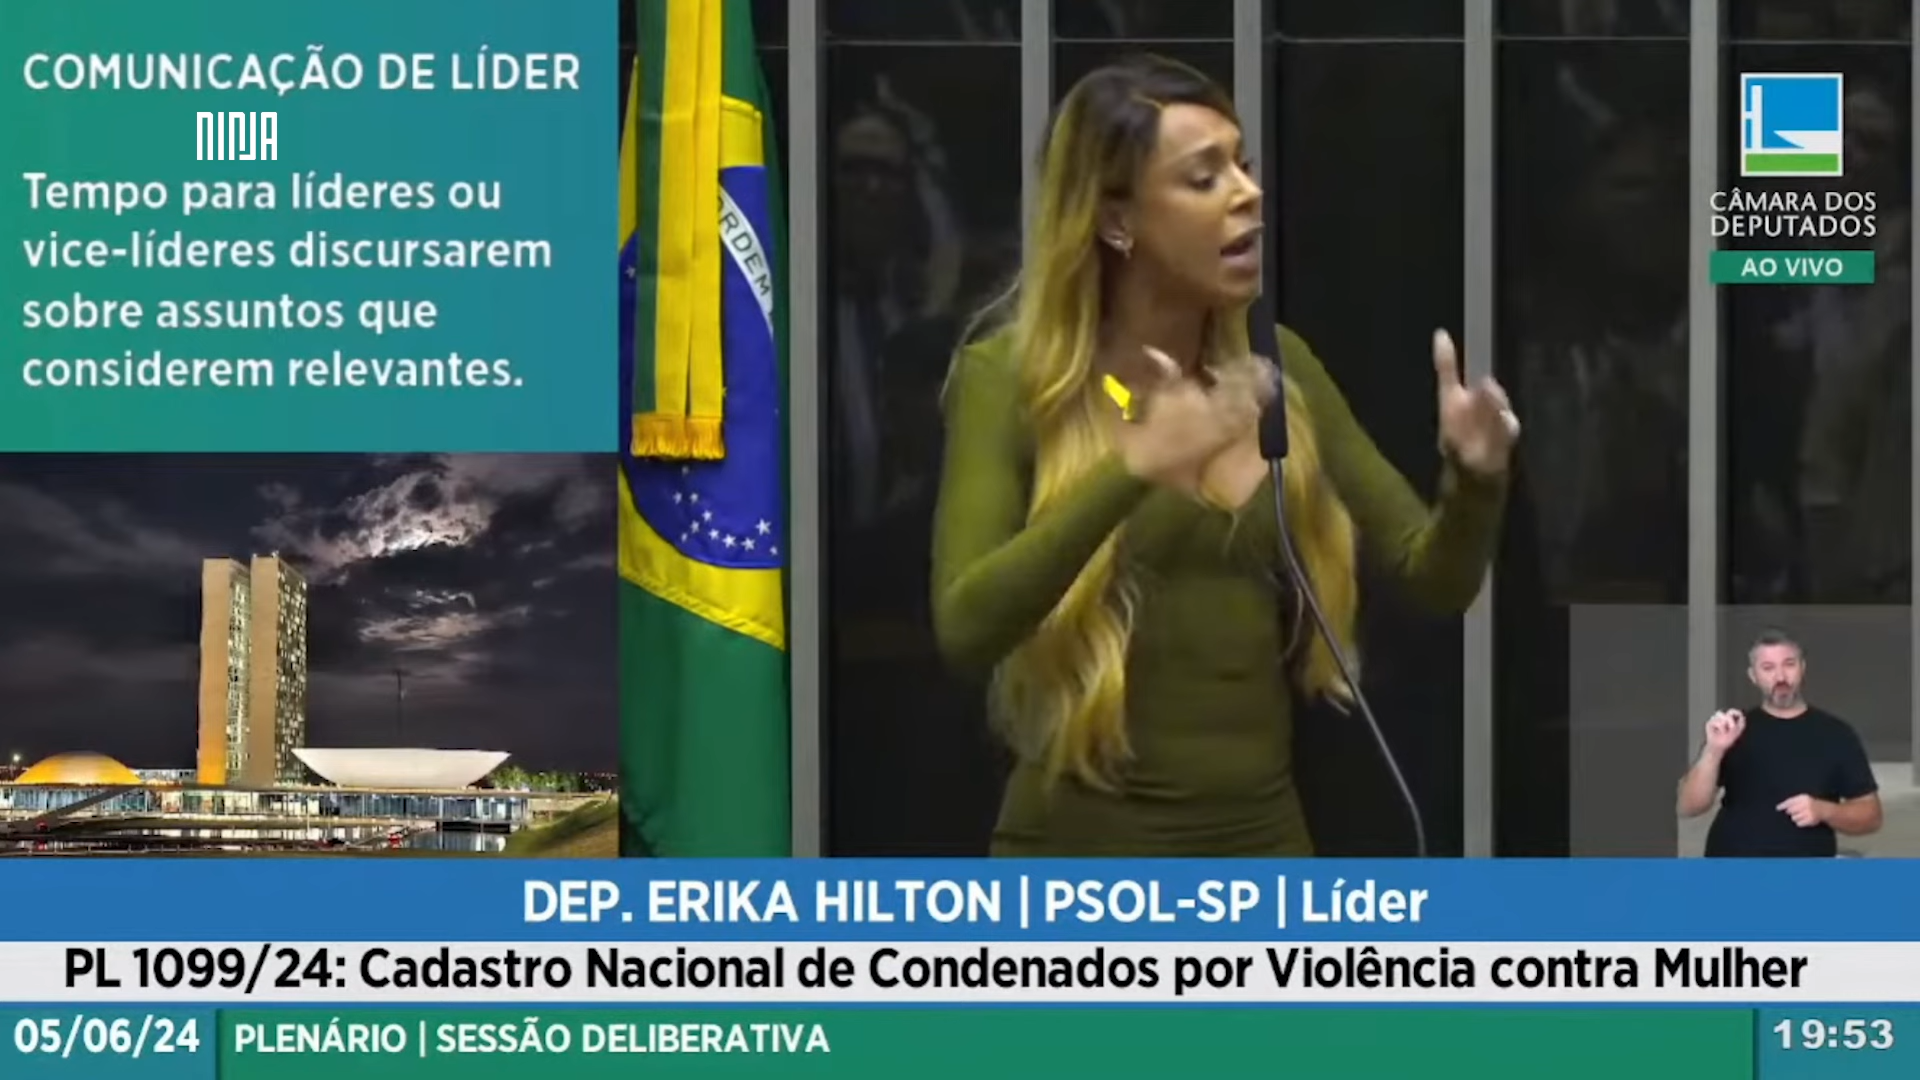 COMUNICAÇÃO DE LÍDER
NINJA
Tempo para líderes ou
vice-líderes discursarem
sobre assuntos que
considerem relevantes.
ORDEM
CÂMARA DOS
DEPUTADOS
AO VIVO
DEP. ERIKA HILTON | PSOL-SP | Líder
PL 1099/24: Cadastro Nacional de Condenados por Violência contra Mulher
05/06/24
PLENÁRIO | SESSÃO DELIBERATIVA
19:53